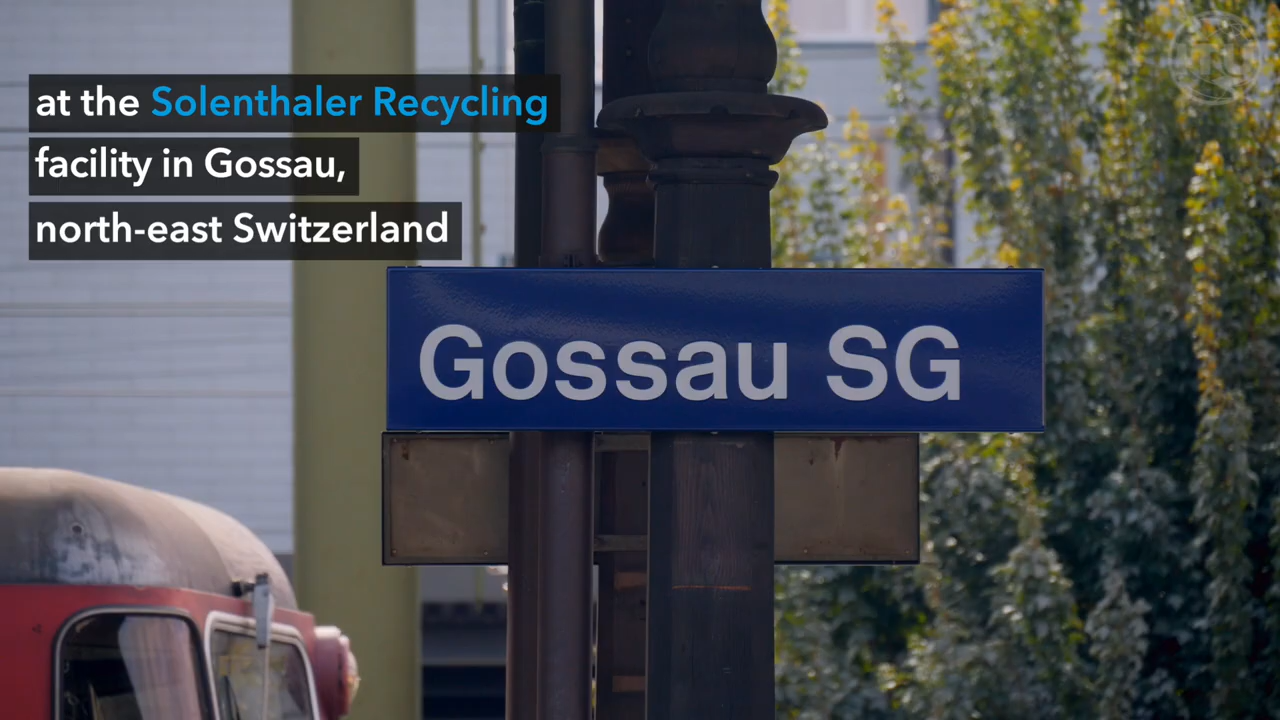 at the Solenthaler Recycling
facility in Gossau,
north-east Switzerland
Gossau SG